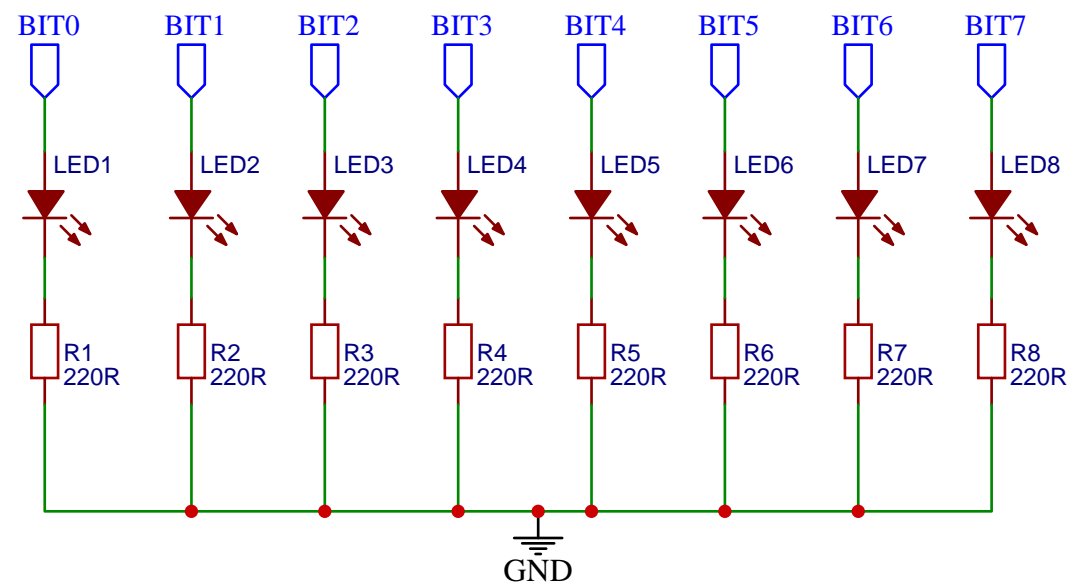 BIT0 BIT1 BIT2 BIT3 BIT4 BIT5 BIT6 BIT7
LED1 LED2 LED3 LED4 LED5 LED6 LED7 LED8
R1 R2 R3 R4 R5 R6 R7 R8
220R 220R 220R 220R 220R 220R 220R 220R
GND